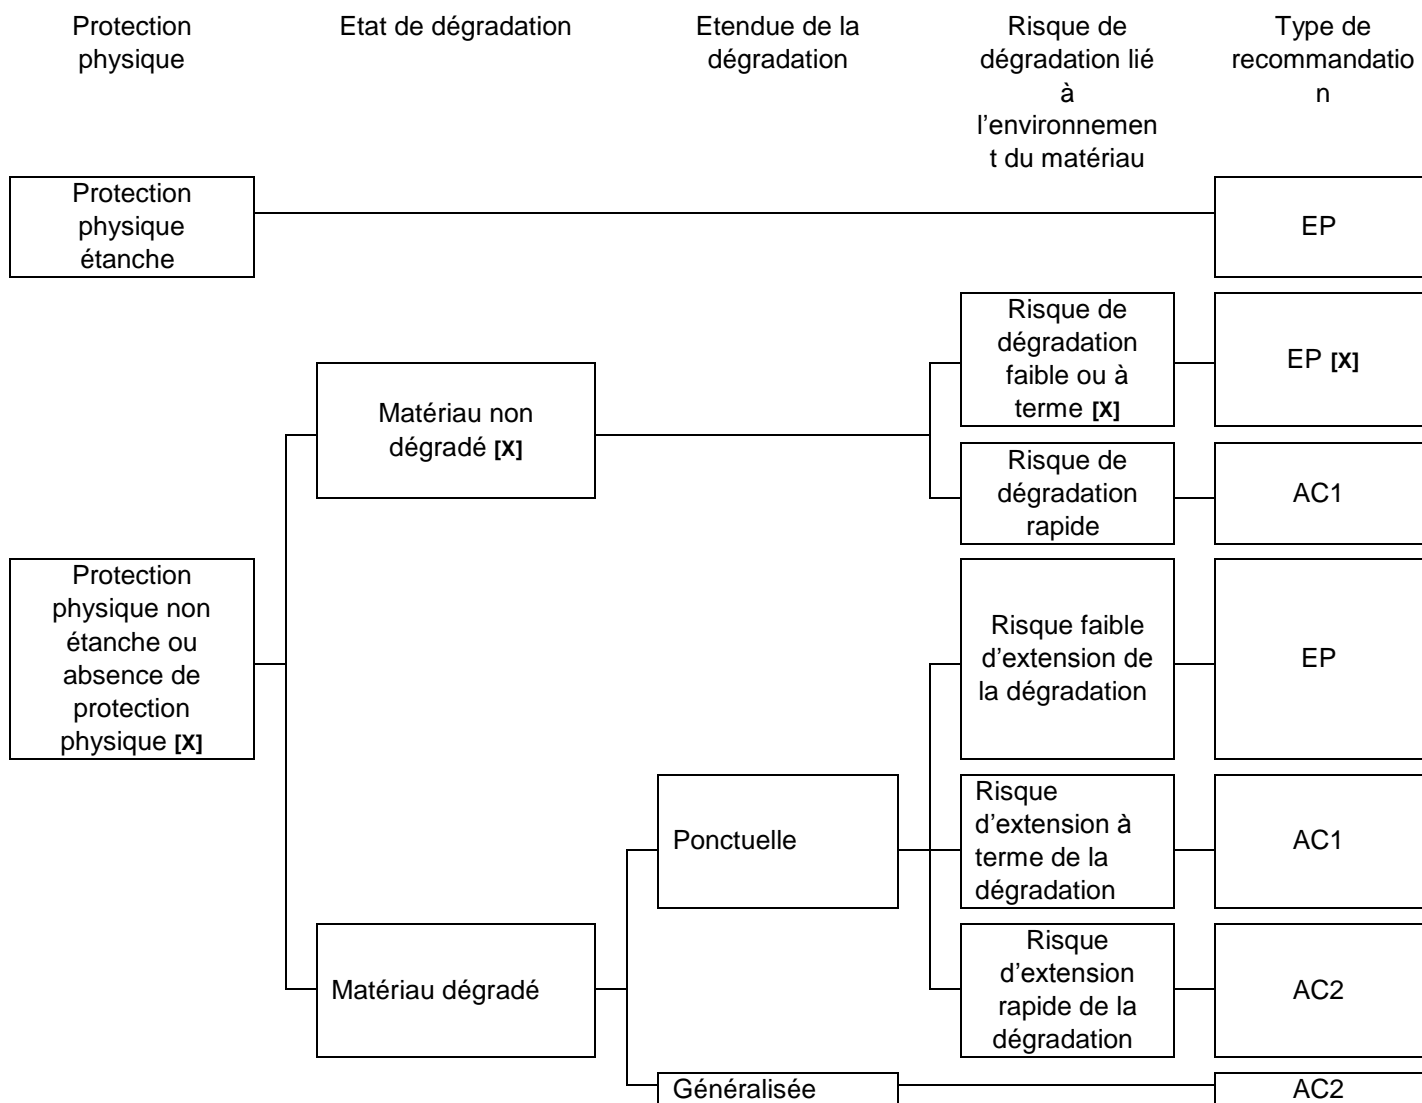 Protection
physique
Etat de dégradation
Etendue de la
dégradation
Risque de
dégradation lié
à
l’environnemen
t du matériau
Type de
recommandatio
n
Protection
physique
étanche
EP
Risque de
dégradation
faible ou à
terme [X]
EP [X]
Matériau non
dégradé [X]
Risque de
dégradation
rapide
AC1
Protection
physique non
étanche ou
absence de
protection
physique [X]
Risque faible
d’extension de
la dégradation
EP
Ponctuelle
Risque
d’extension à
terme de la
dégradation
AC1
Matériau dégradé
Risque
d’extension
rapide de la
dégradation
AC2
Généralisée
AC2